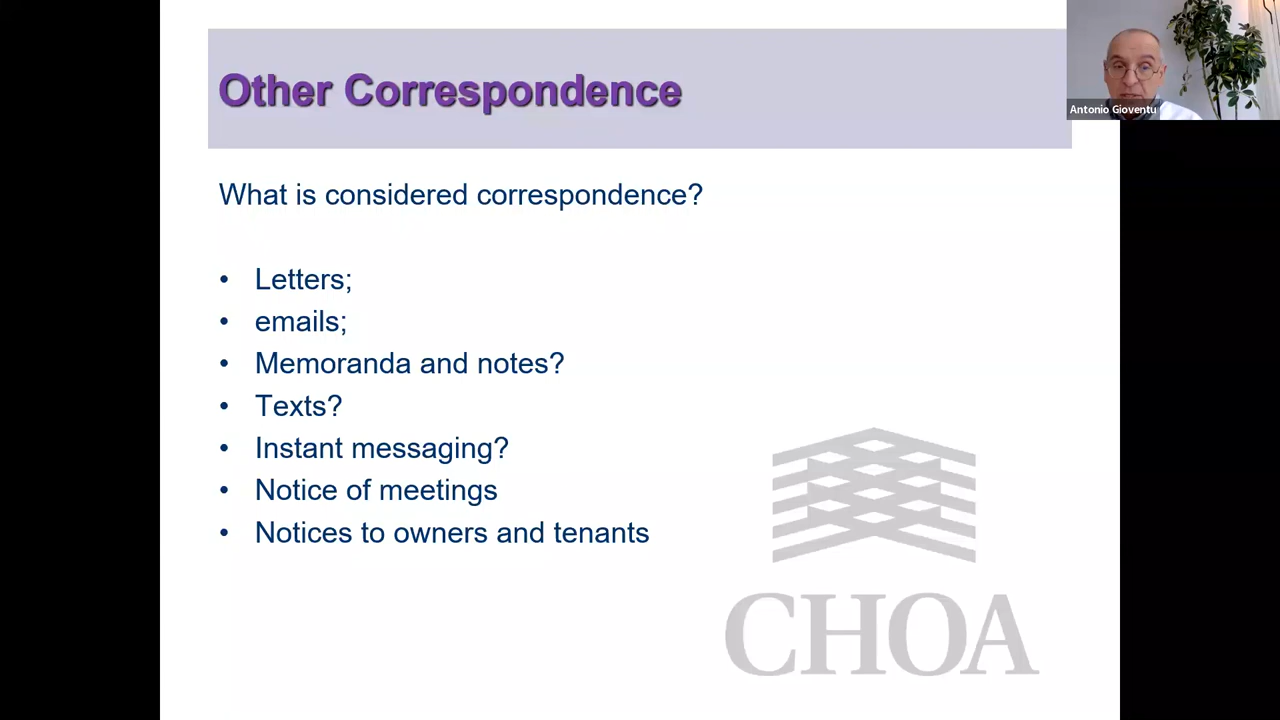 Other Correspondence
Antonio Gioventu
What is considered correspondence?
• Letters;
• emails;
• Memoranda and notes?
• Texts?
• Instant messaging?
• Notice of meetings
• Notices to owners and tenants
CHOA